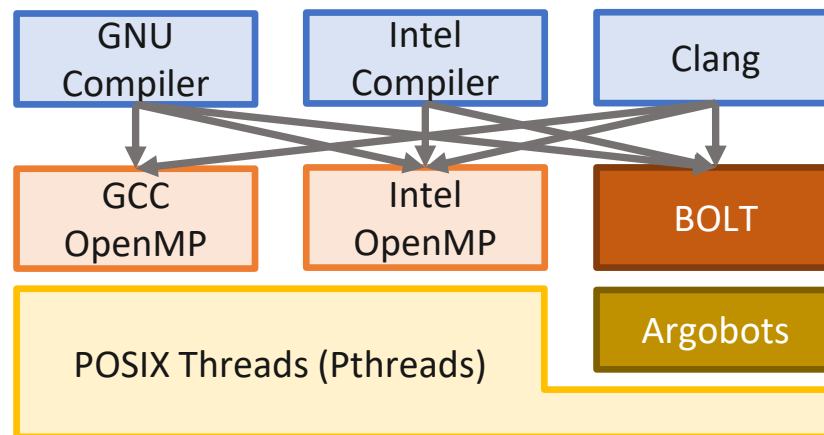 GNU
Compiler
Intel
Compiler
Clang
GCC
OpenMP
Intel
OpenMP
BOLT
Argobots
POSIX Threads (Pthreads)